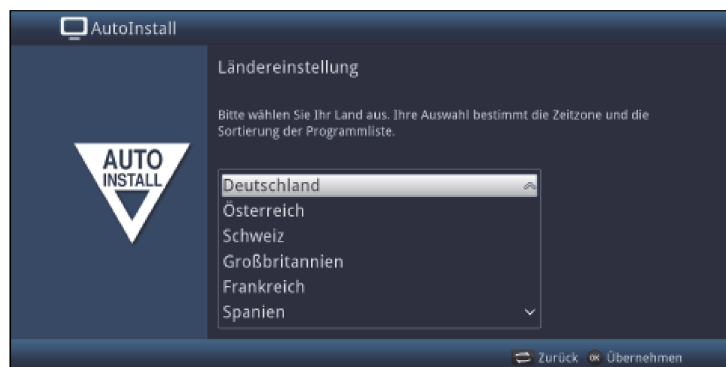 AutoInstall
Ländereinstellung
Bitte wählen Sie Ihr Land aus. Ihre Auswahl bestimmt die Zeitzone und die
Sortierung der Programmliste.
AUTO
INSTALL
Deutschland
Österreich
Schweiz
Großbritannien
Frankreich
Spanien
Zurück OK Übernehmen